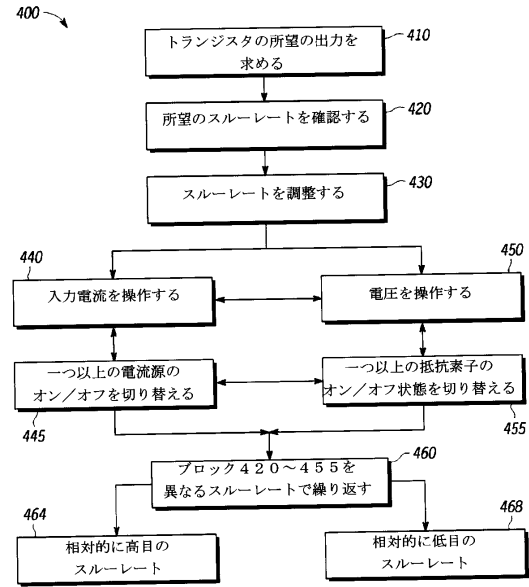 400
トランジスタの所望の出力を
求める
410
所望のスルーレートを確認する
420
スルーレートを調整する
430
440
入力電流を操作する
450
電圧を操作する
一つ以上の電流源の
オン/オフを切り替える
445
一つ以上の抵抗素子の
オン/オフ状態を切り替える
455
ブロック420~455を
異なるスルーレートで繰り返す
460
464
相対的に高目の
スルーレート
468
相対的に低目の
スルーレート